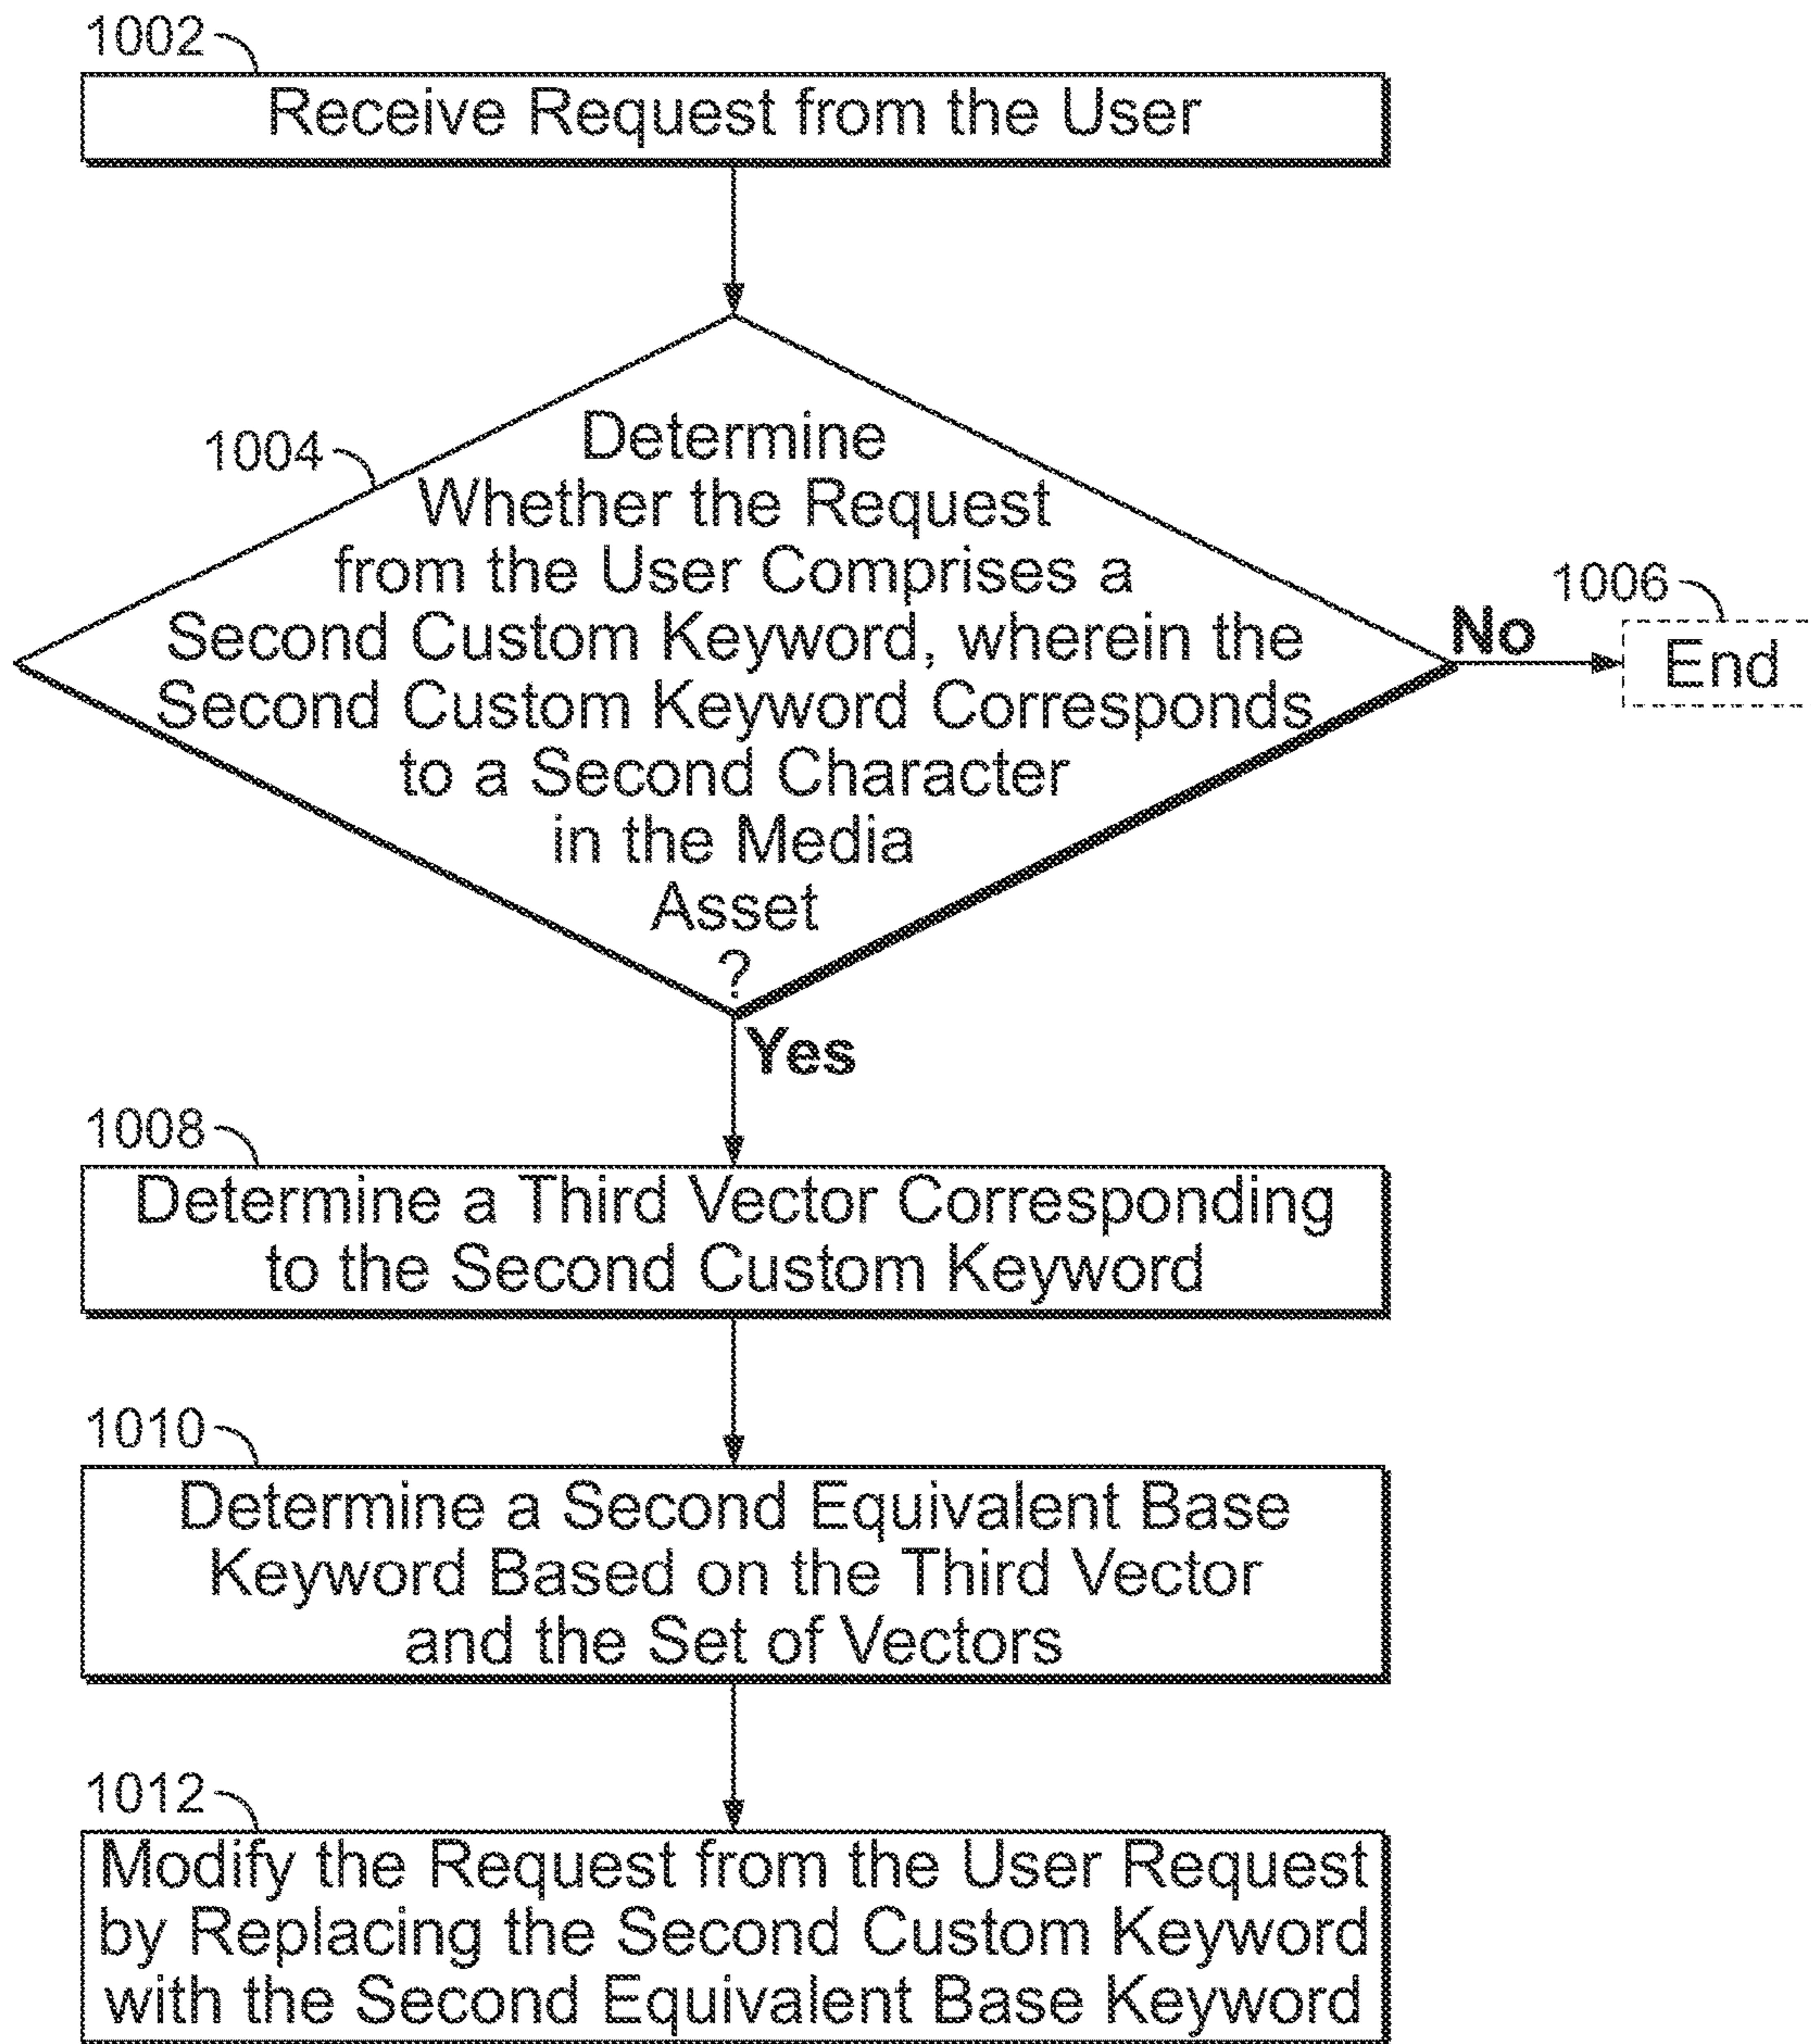 1002
Receive Request from the User
1004
Determine
Whether the Request
from the User Comprises a
Second Custom Keyword, wherein the
Second Custom Keyword Corresponds
to a Second Character
in the Media
Asset
?
No
1006
End
Yes
1008
Determine a Third Vector Corresponding
to the Second Custom Keyword
1010
Determine a Second Equivalent Base
Keyword Based on the Third Vector
and the Set of Vectors
1012
Modify the Request from the User Request
by Replacing the Second Custom Keyword
with the Second Equivalent Base Keyword